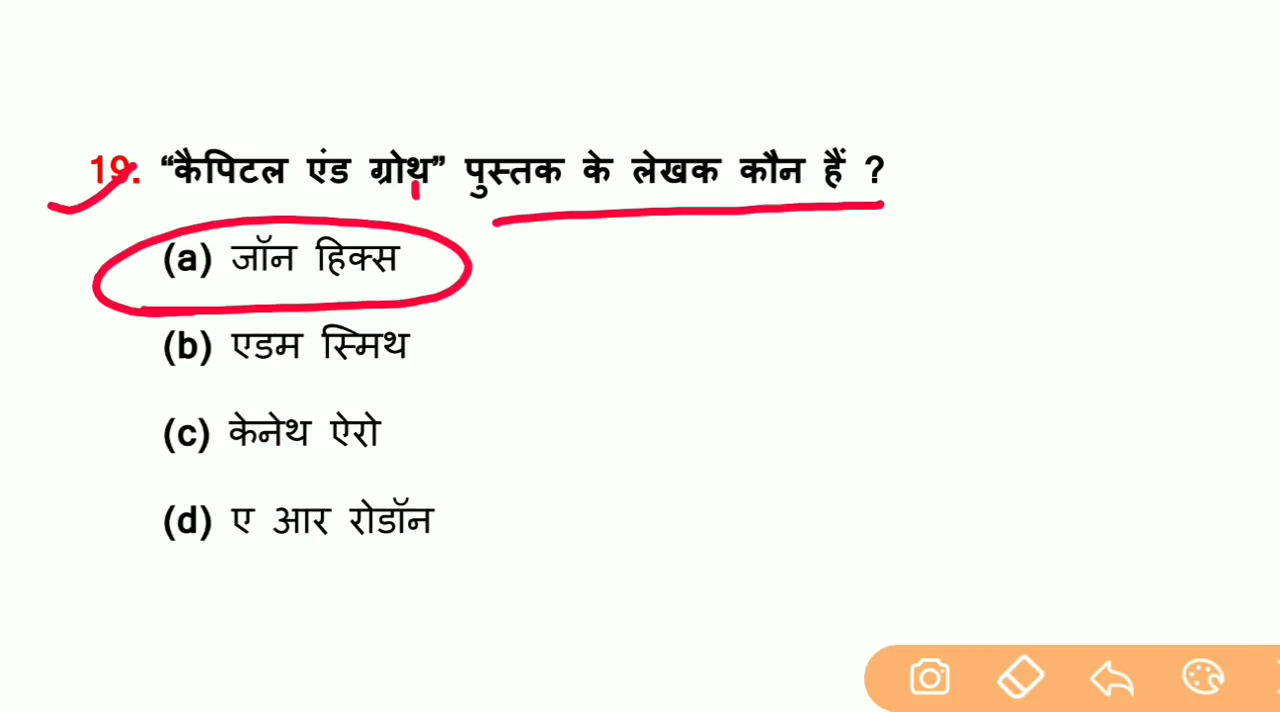 19. “कैपिटल एंड ग्रोथ” पुस्तक के लेखक कौन हैं ?
(a) जॉन हिक्स
(b) एडम स्मिथ
(c) केनेथ ऐरो
(d) ए आर रोडॉन